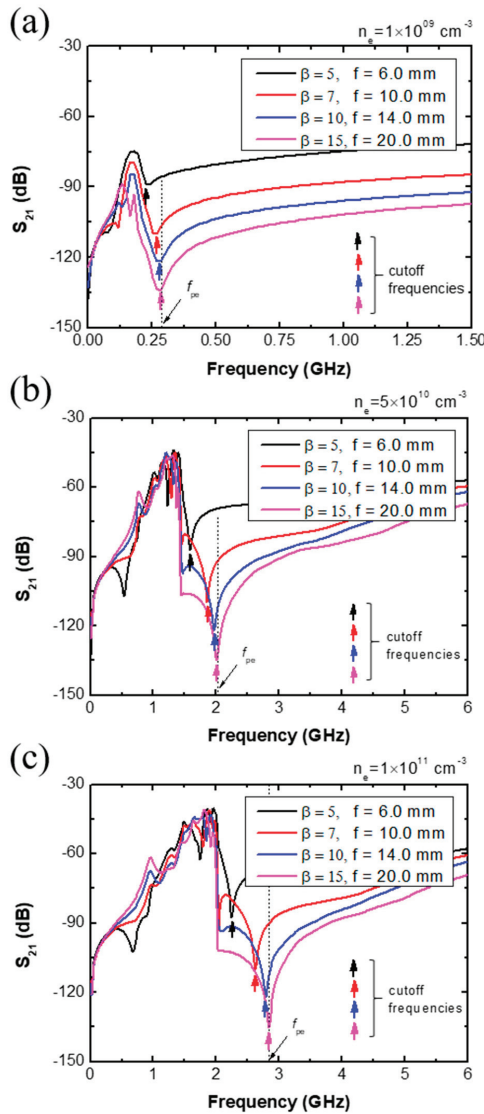 (a)
n_e=1×10^09 cm^-3
-30
-60
-90
-120
-150
S_21 (dB)
β = 5, f = 6.0 mm
β = 7, f = 10.0 mm
β = 10, f = 14.0 mm
β = 15, f = 20.0 mm
cutoff
frequencies
f_pe
0.00 0.25 0.50 0.75 1.00 1.25 1.50
Frequency (GHz)
(b)
n_e=5×10^10 cm^-3
-30
-60
-90
-120
-150
S_21 (dB)
β = 5, f = 6.0 mm
β = 7, f = 10.0 mm
β = 10, f = 14.0 mm
β = 15, f = 20.0 mm
cutoff
frequencies
f_pe
0 1 2 3 4 5 6
Frequency (GHz)
(c)
n_e=1×10^11 cm^-3
-30
-60
-90
-120
-150
S_21 (dB)
β = 5, f = 6.0 mm
β = 7, f = 10.0 mm
β = 10, f = 14.0 mm
β = 15, f = 20.0 mm
cutoff
frequencies
f_pe
0 1 2 3 4 5 6
Frequency (GHz)